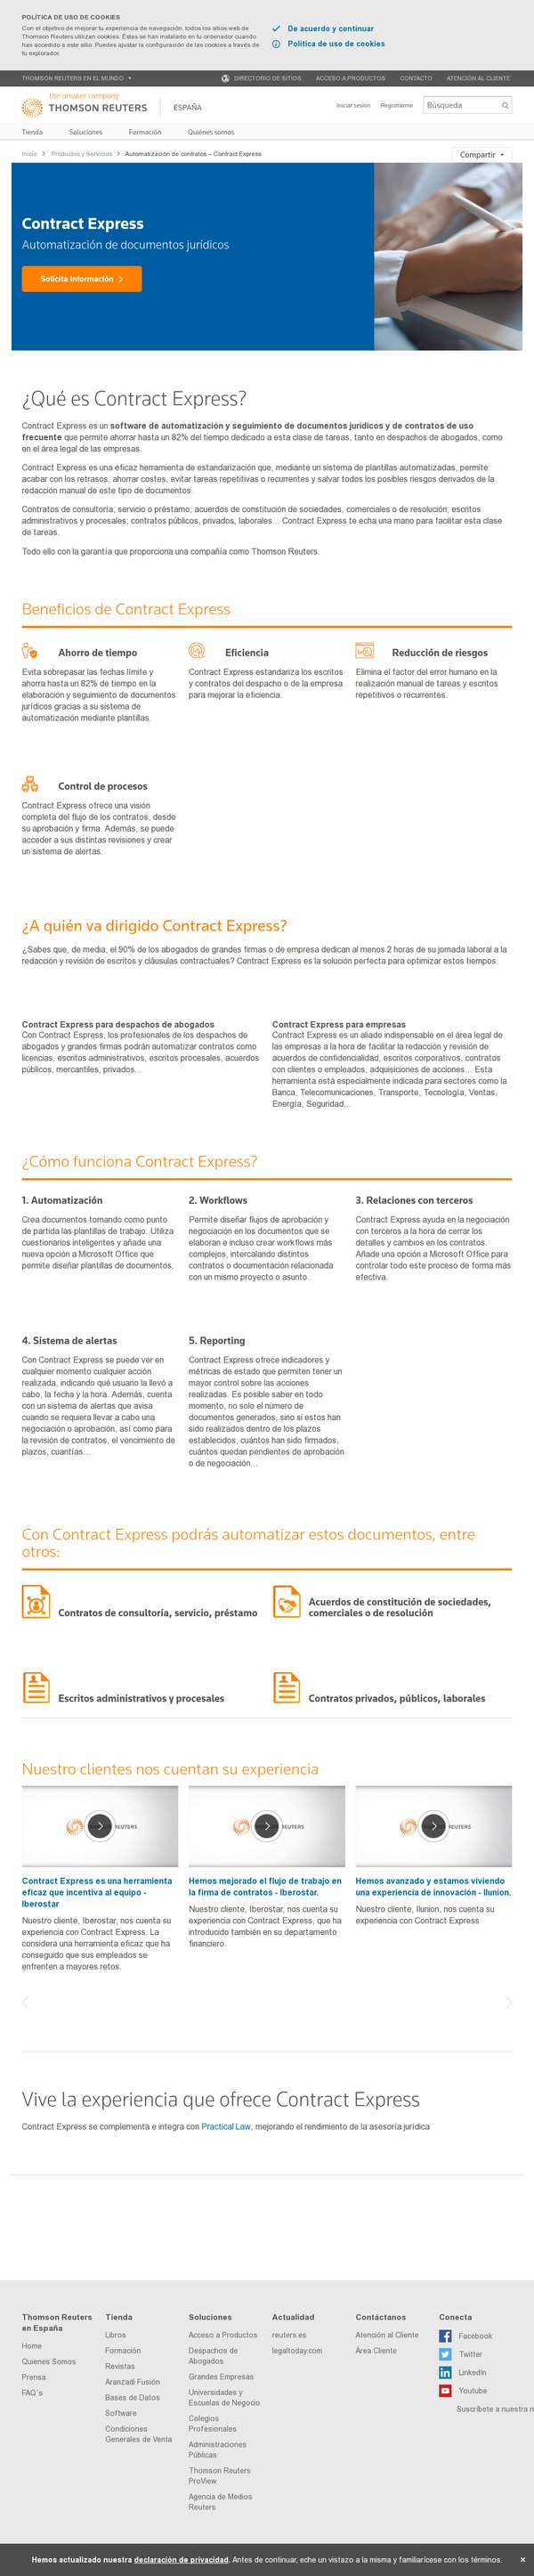 POLÍTICA DE USO DE COOKIES
Con el objetivo de mejorar tu experiencia de navegación, todos los sitios web de
Thomson Reuters utilizan cookies. Éstas se han instalado en tu ordenador cuando
has accedido a este sitio. Puedes ajustar la configuración de las cookies a través de
tu explorador.
De acuerdo y continuar
Política de uso de cookies
THOMSON REUTERS EN EL MUNDO
DIRECTORIO DE SITIOS
ACCESO A PRODUCTOS
CONTACTO
ATENCIÓN AL CLIENTE
the answer company
THOMSON REUTERS
ESPAÑA
Iniciar sesión
Registrarme
Búsqueda
Tienda
Soluciones
Formación
Quiénes somos
Inicio
Productos y Servicios
Automatización de contratos – Contract Express
Compartir
Contract Express
Automatización de documentos jurídicos
Solicita Información
¿Qué es Contract Express?
Contract Express es un software de automatización y seguimiento de documentos jurídicos y de contratos de uso
frecuente que permite ahorrar hasta un 82% del tiempo dedicado a esta clase de tareas, tanto en despachos de abogados, como
en el área legal de las empresas.
Contract Express es una eficaz herramienta de estandarización que, mediante un sistema de plantillas automatizadas, permite
acabar con los retrasos, ahorrar costes, evitar tareas repetitivas o recurrentes y salvar todos los posibles riesgos derivados de la
redacción manual de este tipo de documentos.
Contratos de consultoría, servicio o préstamo; acuerdos de constitución de sociedades, comerciales o de resolución; escritos
administrativos y procesales; contratos públicos, privados, laborales... Contract Express te echa una mano para facilitar esta clase
de tareas.
Todo ello con la garantía que proporciona una compañía como Thomson Reuters.
Beneficios de Contract Express
Ahorro de tiempo
Evita sobrepasar las fechas límite y
ahorra hasta un 82% de tiempo en la
elaboración y seguimiento de documentos
jurídicos gracias a su sistema de
automatización mediante plantillas.
Eficiencia
Contract Express estandariza los escritos
y contratos del despacho o de la empresa
para mejorar la eficiencia.
Reducción de riesgos
Elimina el factor del error humano en la
realización manual de tareas y escritos
repetitivos o recurrentes.
Control de procesos
Contract Express ofrece una visión
completa del flujo de los contratos, desde
su aprobación y firma. Además, se puede
acceder a sus distintas revisiones y crear
un sistema de alertas.
¿A quién va dirigido Contract Express?
¿Sabes que, de media, el 90% de los abogados de grandes firmas o de empresa dedican al menos 2 horas de su jornada laboral a la
redacción y revisión de escritos y cláusulas contractuales? Contract Express es la solución perfecta para optimizar estos tiempos.
Contract Express para despachos de abogados
Con Contract Espress, los profesionales de los despachos de
abogados y grandes firmas podrán automatizar contratos como
licencias, escritos administrativos, escritos procesales, acuerdos
públicos, mercantiles, privados...
Contract Express para empresas
Contract Express es un aliado indispensable en el área legal de
las empresas a la hora de facilitar la redacción y revisión de
acuerdos de confidencialidad, escritos corporativos, contratos
con clientes o empleados, adquisiciones de acciones... Esta
herramienta está especialmente indicada para sectores como la
Banca, Telecomunicaciones, Transporte, Tecnología, Ventas,
Energía, Seguridad...
¿Cómo funciona Contract Express?
1. Automatización
Crea documentos tomando como punto
de partida las plantillas de trabajo. Utiliza
cuestionarios inteligentes y añade una
nueva opción a Microsoft Office que
permite diseñar plantillas de documentos.
2. Workflows
Permite diseñar flujos de aprobación y
negociación en los documentos que se
elaboran e incluso crear workflows más
complejos, intercalando distintos
contratos o documentación relacionada
con un mismo proyecto o asunto.
3. Relaciones con terceros
Contract Express ayuda en la negociación
con terceros a la hora de cerrar los
detalles y cambios en los contratos.
Añade una opción a Microsoft Office para
controlar todo este proceso de forma más
efectiva.
4. Sistema de alertas
Con Contract Express se puede ver en
cualquier momento cualquier acción
realizada, indicando qué usuario la llevó a
cabo, la fecha y la hora. Además, cuenta
con un sistema de alertas que avisa
cuando se requiera llevar a cabo una
negociación o aprobación, así como para
la revisión de contratos, el vencimiento de
plazos, cuantías...
5. Reporting
Contract Express ofrece indicadores y
métricas de estado que permiten tener un
mayor control sobre las acciones
realizadas. Es posible saber en todo
momento, no solo el número de
documentos generados, sino si estos han
sido realizados dentro de los plazos
establecidos, cuántos han sido firmados,
cuántos quedan pendientes de aprobación
o de negociación...
Con Contract Express podrás automatizar estos documentos, entre
otros:
Contratos de consultoría, servicio, préstamo
Acuerdos de constitución de sociedades,
comerciales o de resolución
Escritos administrativos y procesales
Contratos privados, públicos, laborales
Nuestro clientes nos cuentan su experiencia
Contract Express es una herramienta
eficaz que incentiva al equipo -
Iberostar
Nuestro cliente, Iberostar, nos cuenta su
experiencia con Contract Express. La
considera una herramienta eficaz que ha
conseguido que sus empleados se
enfrenten a mayores retos.
Hemos mejorado el flujo de trabajo en
la firma de contratos - Iberostar.
Nuestro cliente, Iberostar, nos cuenta su
experiencia con Contract Express, que ha
introducido también en su departamento
financiero.
Hemos avanzado y estamos viviendo
una experiencia de innovación - Ilunion.
Nuestro cliente, Ilunion, nos cuenta su
experiencia con Contract Express
Vive la experiencia que ofrece Contract Express
Contract Express se complementa e integra con Practical Law, mejorando el rendimiento de la asesoría jurídica
Thomson Reuters
en España
Home
Quienes Somos
Prensa
FAQ´s
Tienda
Libros
Formación
Revistas
Aranzadi Fusión
Bases de Datos
Software
Condiciones
Generales de Venta
Soluciones
Acceso a Productos
Despachos de
Abogados
Grandes Empresas
Universidades y
Escuelas de Negocio
Colegios
Profesionales
Administraciones
Públicas
Thomson Reuters
ProView
Agencia de Medios
Reuters
Actualidad
reuters.es
legaltoday.com
Contáctanos
Atención al Cliente
Área Cliente
Conecta
Facebook
Twitter
LinkedIn
Youtube
Suscríbete a nuestra n
Hemos actualizado nuestra declaración de privacidad. Antes de continuar, eche un vistazo a la misma y familiarícese con los términos.
×